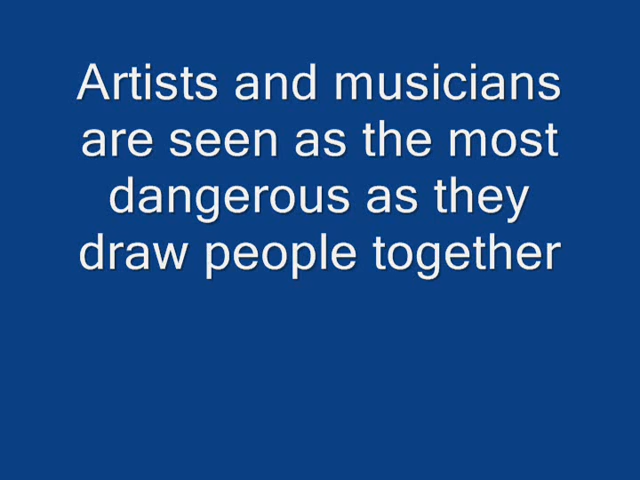 Artists and musicians
are seen as the most
dangerous as they
draw people together